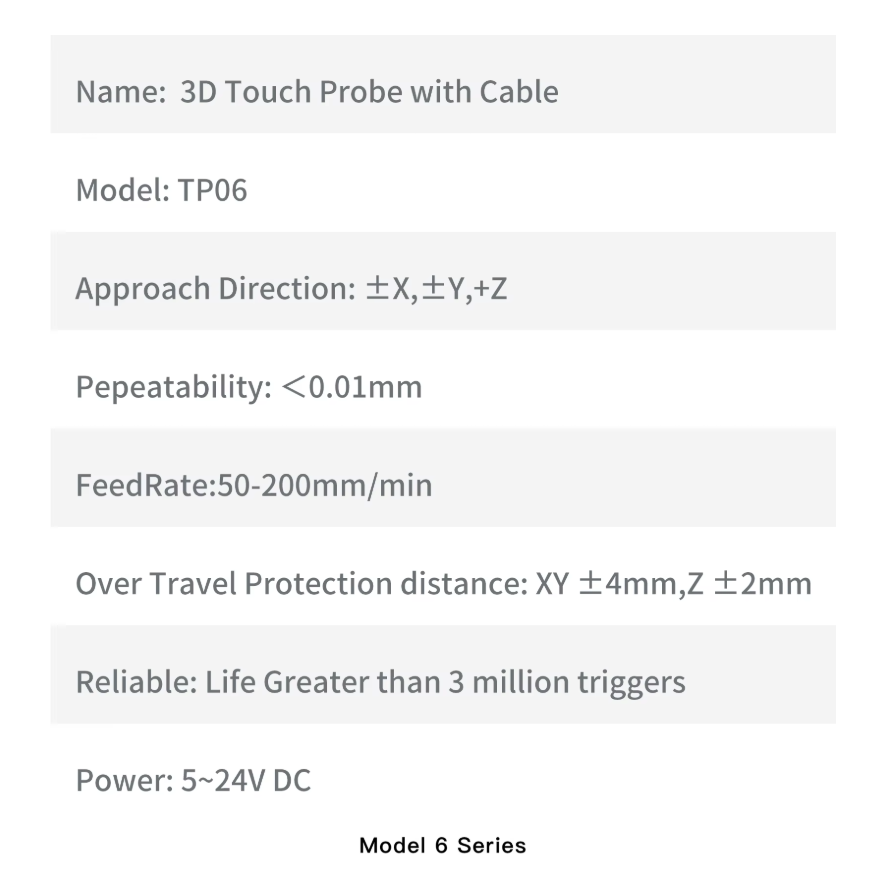 Name: 3D Touch Probe with Cable
Model: TP06
Approach Direction: ±X,±Y,+Z
Pepeatability: ＜0.01mm
FeedRate:50-200mm/min
Over Travel Protection distance: XY ±4mm,Z ±2mm
Reliable: Life Greater than 3 million triggers
Power: 5~24V DC
Model 6 Series